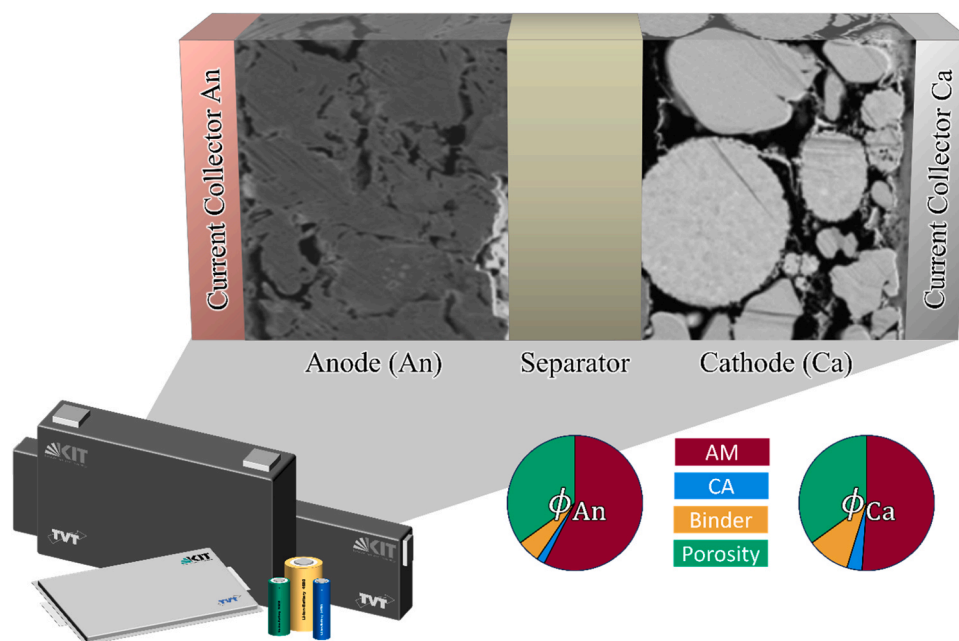 Current Collector An
Current Collector Ca
Anode (An)
Separator
Cathode (Ca)
KIT
TVT
KIT
TVT
KIT
TVT
AM
CA
Binder
Porosity
ϕAn
ϕCa